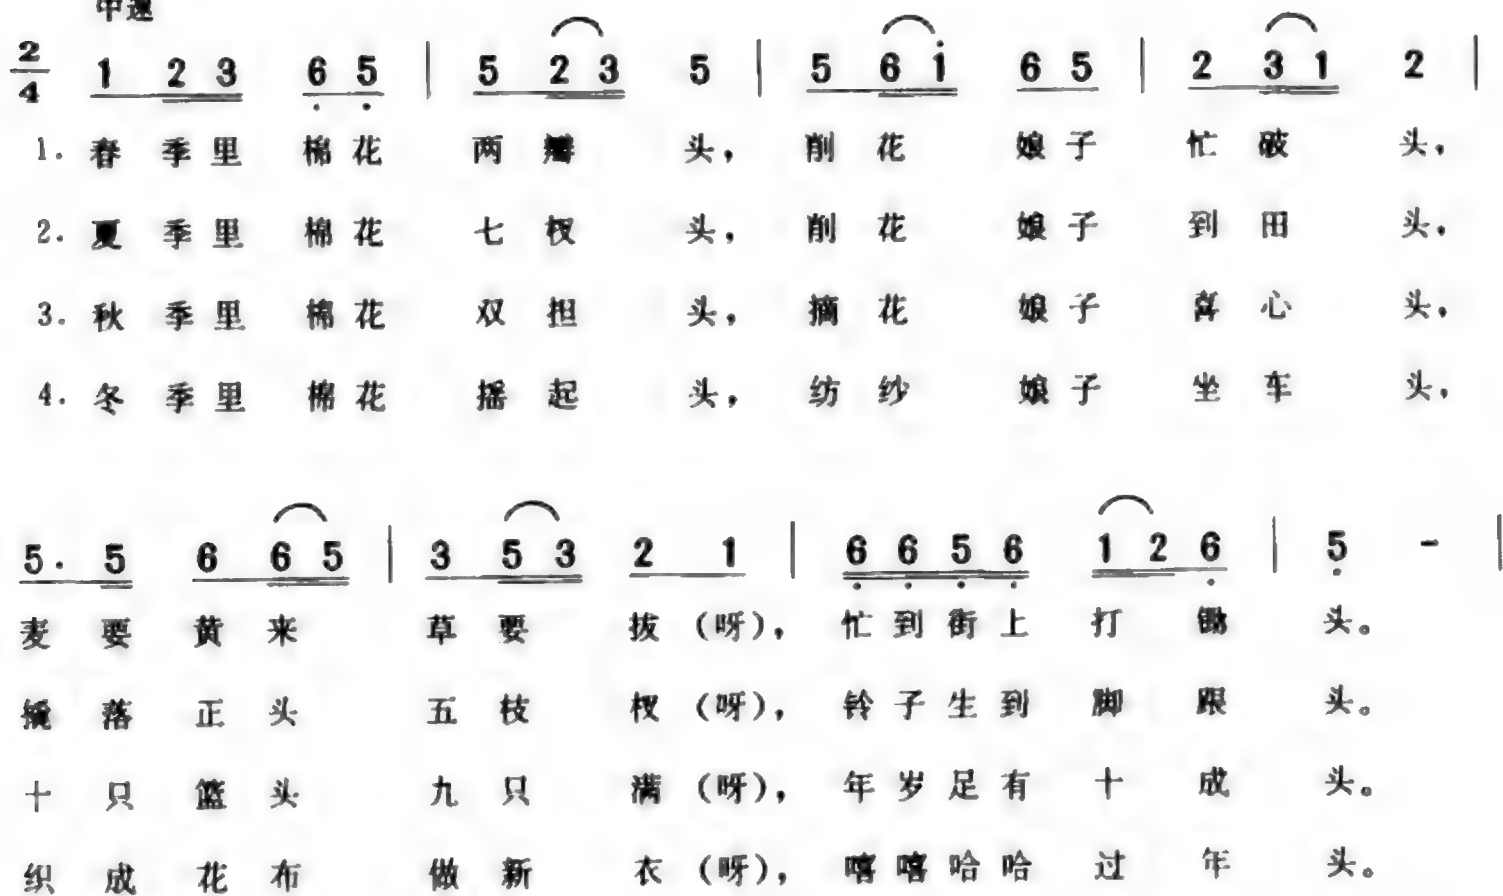 中速
2/4 1 2 3 6 5 | 5 2 3 5 | 5 6 i 6 5 | 2 3 1 2 |
1. 春季里棉花两瓣头，削花娘子忙破头，
2. 夏季里棉花七杈头，削花娘子到田头，
3. 秋季里棉花双担头，摘花娘子喜心头，
4. 冬季里棉花摇起头，纺纱娘子坐车头，
5. 5 6 6 5 | 3 5 3 2 1 | 6 6 5 6 1 2 6 | 5 - |
麦要黄来草要拔（呀），忙到街上打锄头。
撬落正头五枝杈（呀），铃子生到脚跟头。
十只篮头九只满（呀），年岁足有十成头。
织成花布做新衣（呀），嘻嘻哈哈过年头。